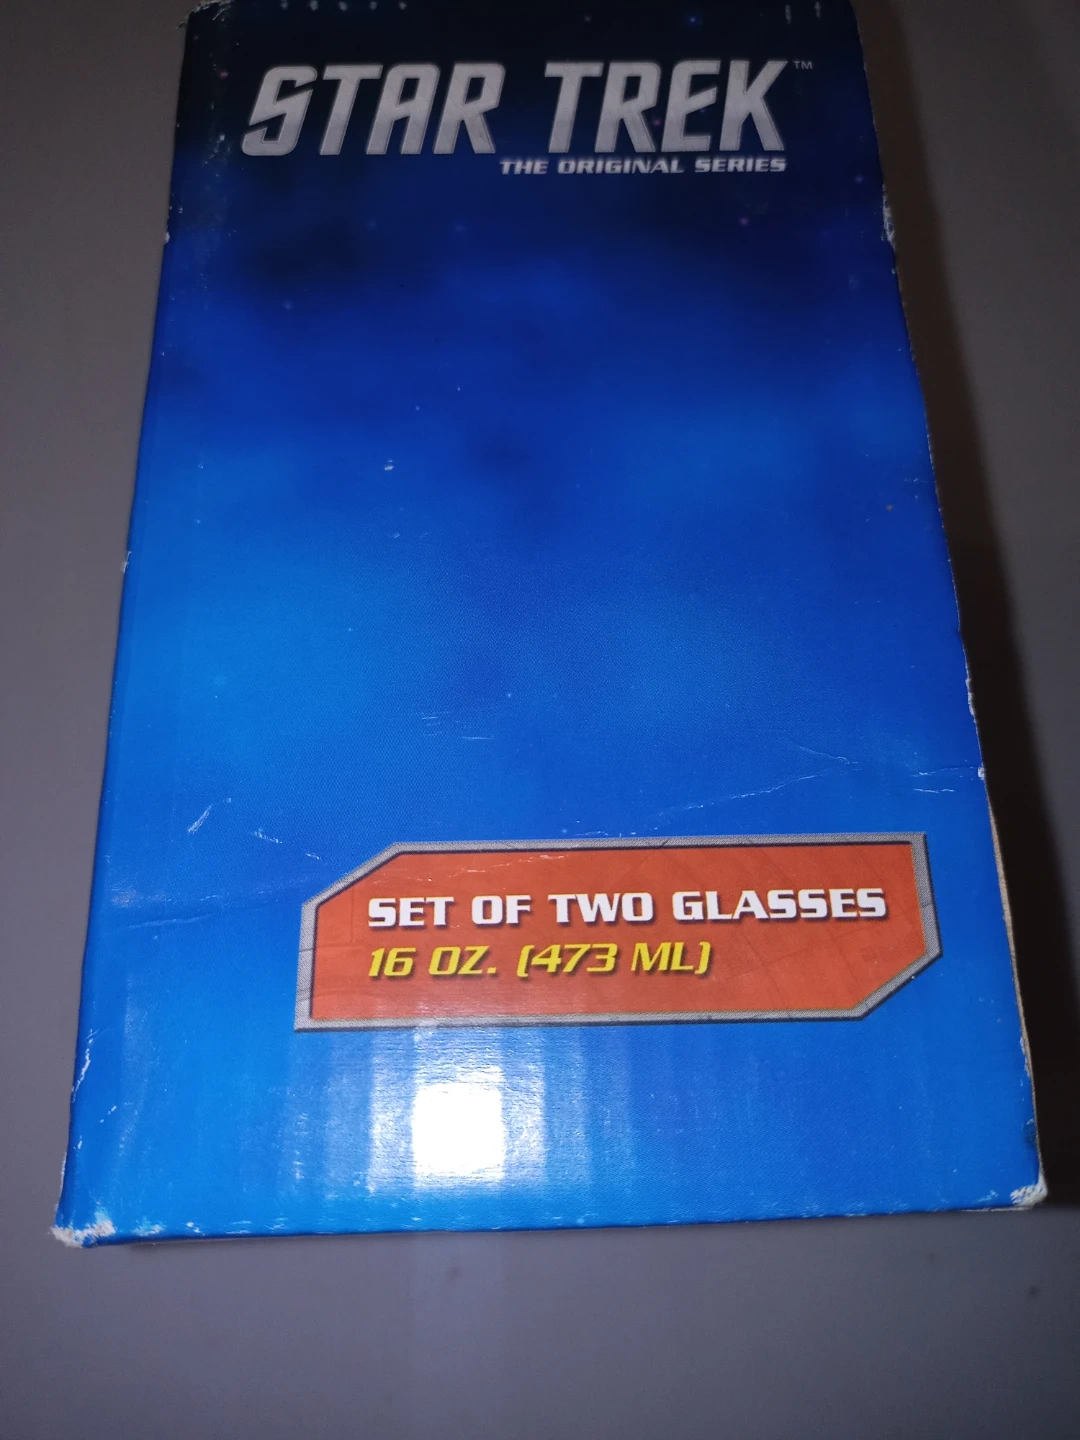 STAR TREK™
THE ORIGINAL SERIES
SET OF TWO GLASSES
16 OZ. (473 ML)